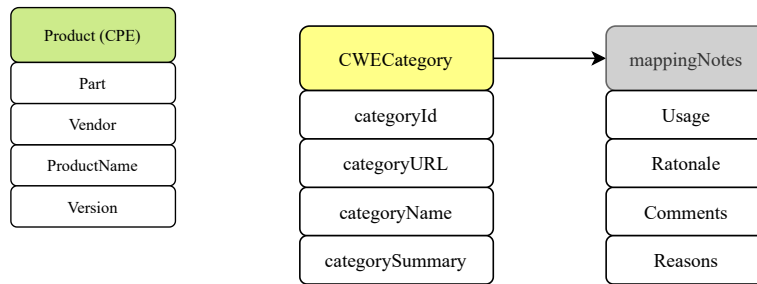 Product (CPE)
Part
Vendor
ProductName
Version
CWECategory
categoryId
categoryURL
categoryName
categorySummary
mappingNotes
Usage
Ratonale
Comments
Reasons